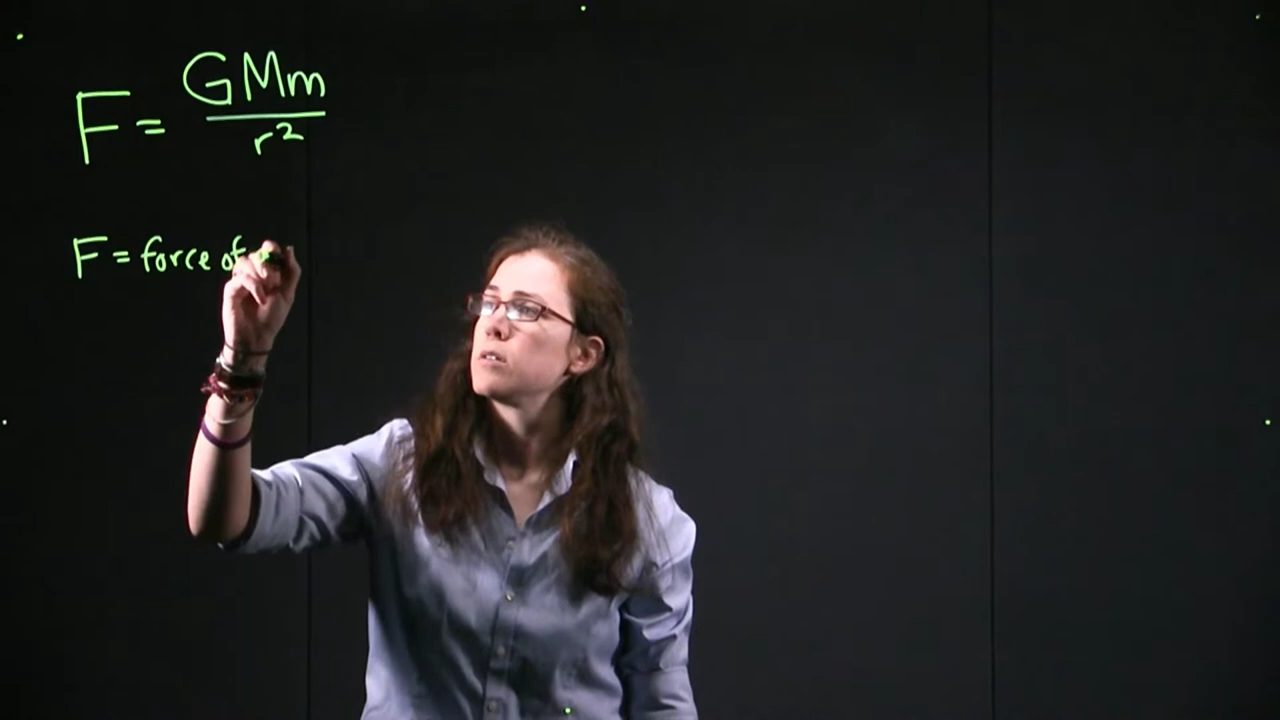 F = GMm / r²
F = force of